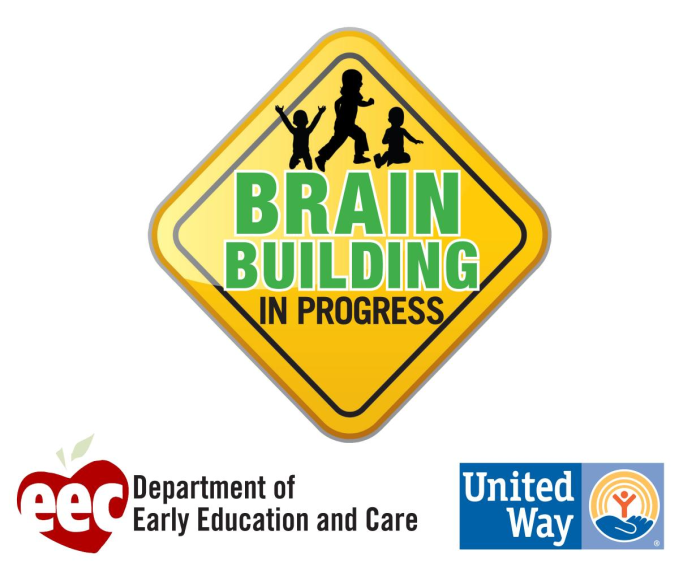 BRAIN
BUILDING
IN PROGRESS
eec
Department of
Early Education and Care
United
Way
®